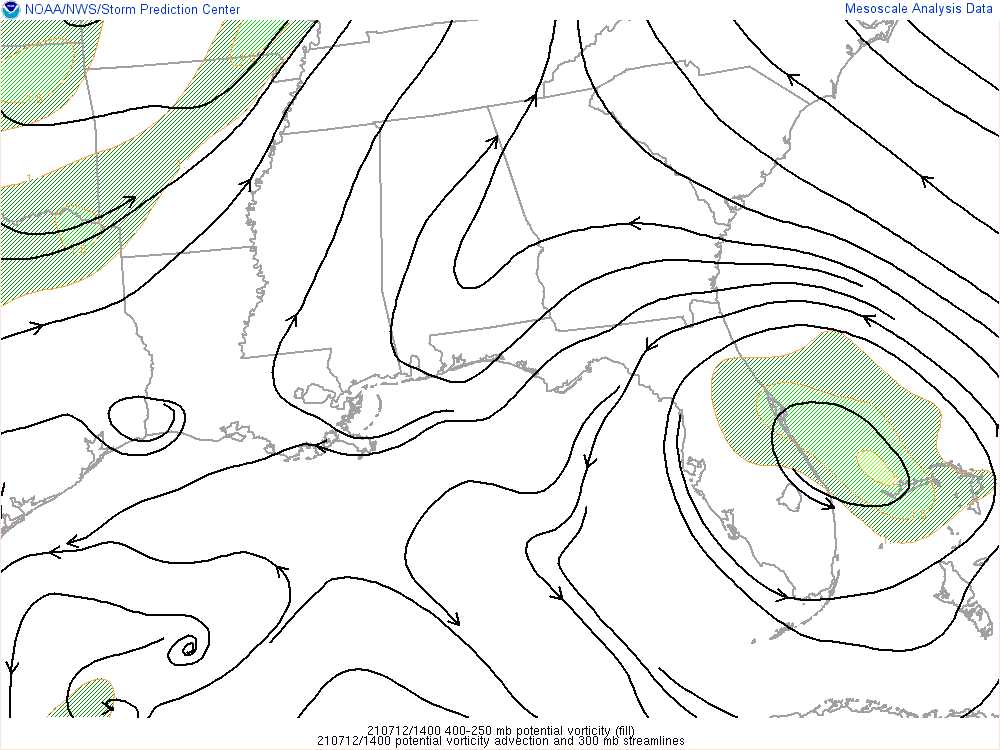 NOAA/NWS/Storm Prediction Center
Mesoscale Analysis Data
210712/1400 400-250 mb potential vorticity (fill)
210712/1400 potential vorticity advection and 300 mb streamlines